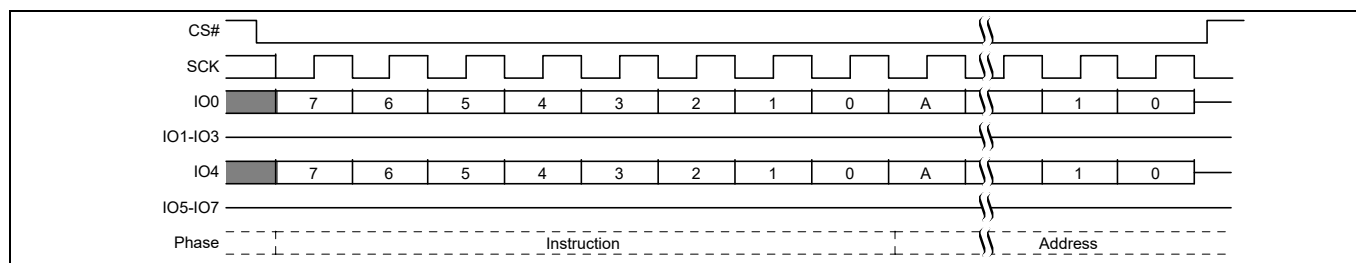 CS#
SCK
IO0 7 6 5 4 3 2 1 0 A 1 0
IO1-IO3
IO4 7 6 5 4 3 2 1 0 A 1 0
IO5-IO7
Phase Instruction Address